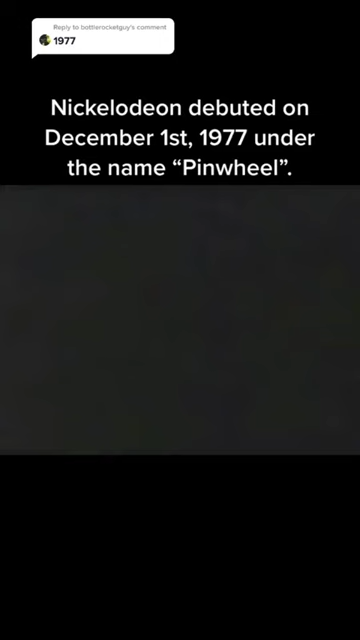 Reply to bottlerocketguy's comment
1977
Nickelodeon debuted on
December 1st, 1977 under
the name “Pinwheel”.